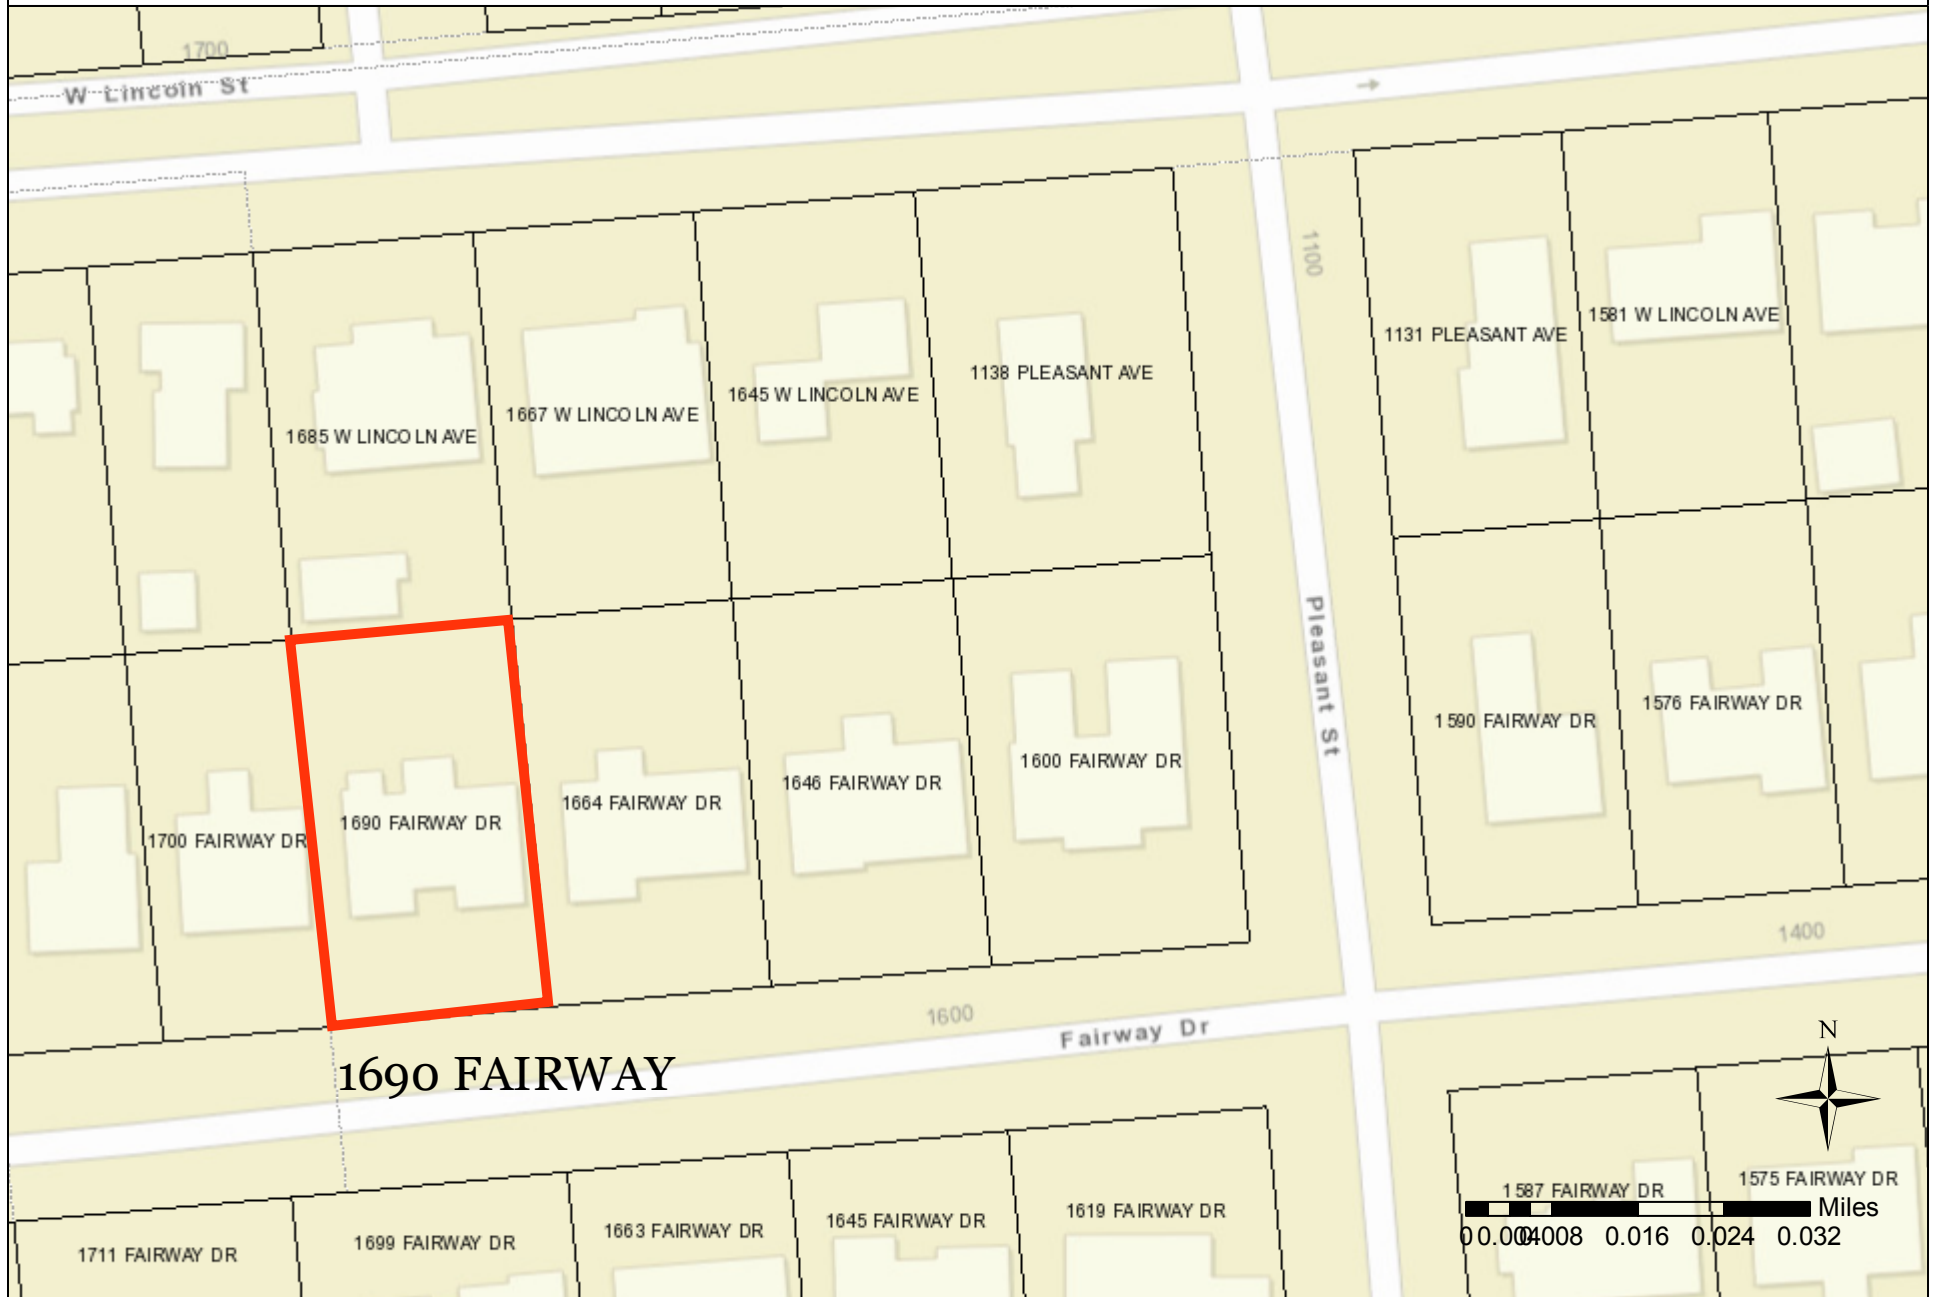 1700
W Lincoln St
1100
1581 W LINCOLN AVE
1131 PLEASANT AVE
1138 PLEASANT AVE
1645 W LINCOLN AVE
1667 W LINCOLN AVE
1685 W LINCOLN AVE
Pleasant St
1576 FAIRWAY DR
1590 FAIRWAY DR
1600 FAIRWAY DR
1646 FAIRWAY DR
1664 FAIRWAY DR
1690 FAIRWAY DR
1700 FAIRWAY DR
1400
1600
Fairway Dr
N
1690 FAIRWAY
1575 FAIRWAY DR
1587 FAIRWAY DR
Miles
0 0.004 0.008 0.016 0.024 0.032
1619 FAIRWAY DR
1645 FAIRWAY DR
1663 FAIRWAY DR
1699 FAIRWAY DR
1711 FAIRWAY DR